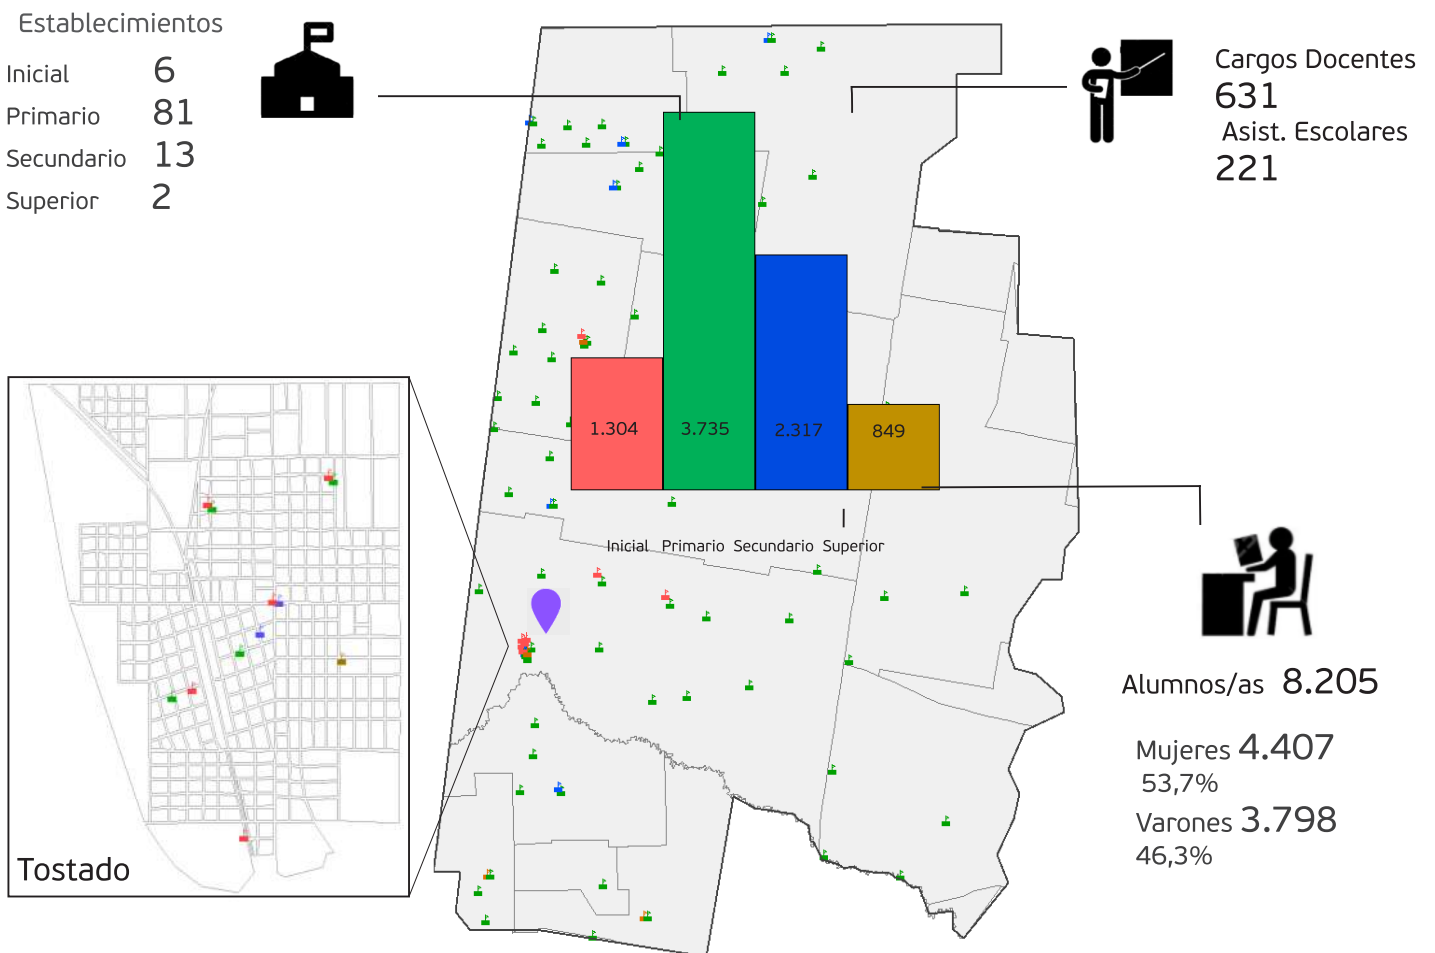 Establecimientos
Inicial 6
Primario 81
Secundario 13
Superior 2
Cargos Docentes
631
Asist. Escolares
221
1.304 3.735 2.317 849
Inicial Primario Secundario Superior
Tostado
Alumnos/as 8.205
Mujeres 4.407
53,7%
Varones 3.798
46,3%